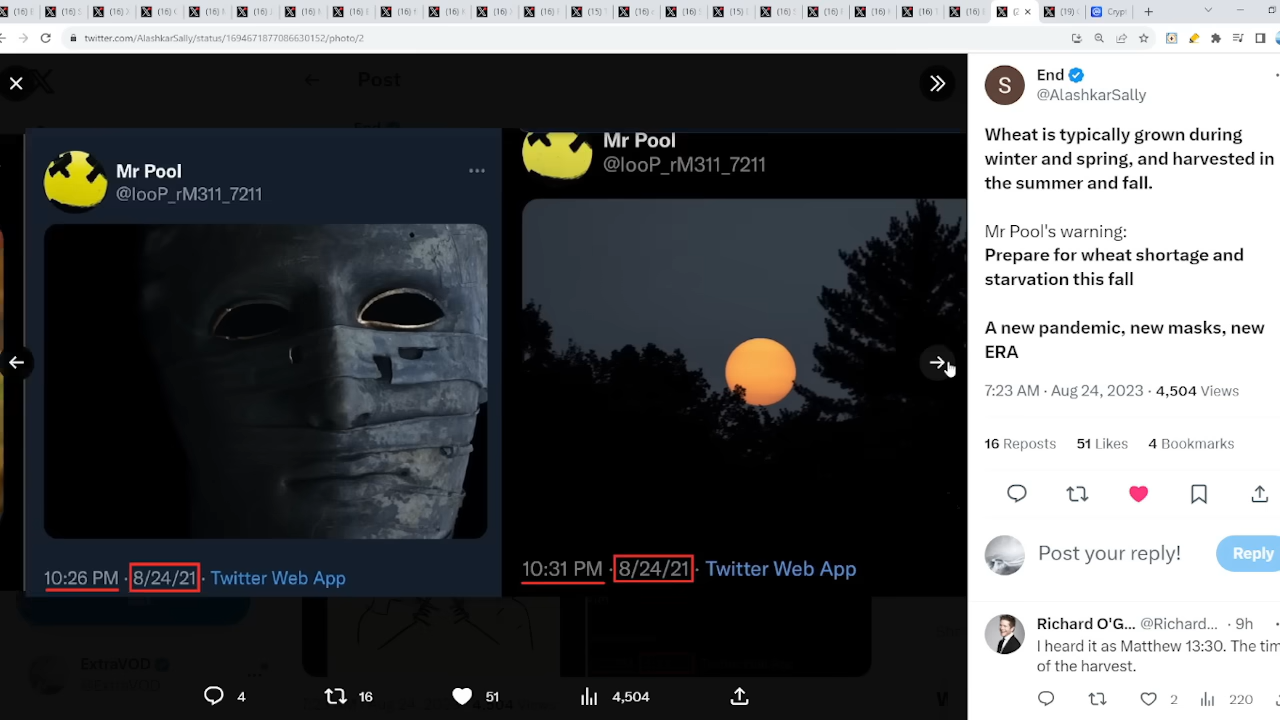 twitter.com/AlashkarSally/status/1694671877086630152/photo/2
Post
Mr Pool
@looP_rM311_7211
10:26 PM · 8/24/21 · Twitter Web App
Mr Pool
@looP_rM311_7211
10:31 PM · 8/24/21 · Twitter Web App
ExtraVOD
4
16
51
4,504
S
End
@AlashkarSally
Wheat is typically grown during
winter and spring, and harvested in
the summer and fall.
Mr Pool's warning:
Prepare for wheat shortage and
starvation this fall
A new pandemic, new masks, new
ERA
7:23 AM · Aug 24, 2023 · 4,504 Views
16 Reposts 51 Likes 4 Bookmarks
Post your reply!
Reply
Richard O'G... @Richard... · 9h
I heard it as Matthew 13:30. The tim
of the harvest.
2
220